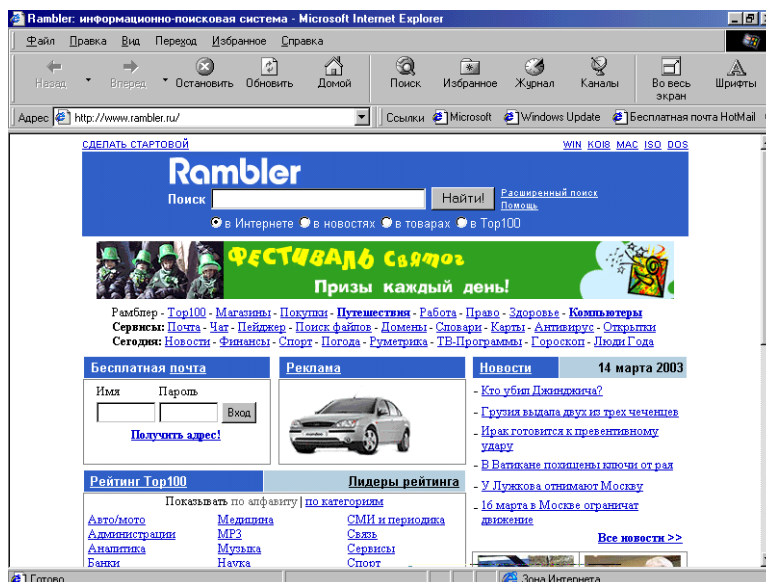 Rambler: информационно-поисковая система - Microsoft Internet Explorer
Файл Правка Вид Переход Избранное Справка
Назад Вперед Остановить Обновить Домой Поиск Избранное Журнал Каналы Во весь экран Шрифты
Адрес http://www.rambler.ru/ Ссылки Microsoft Windows Update Бесплатная почта HotMail
СДЕЛАТЬ СТАРТОВОЙ WIN KOI8 MAC ISO DOS
Rambler
Поиск Найти! Расширенный поиск
Помощь
в Интернете в новостях в товарах в Top100
ФЕСТИВАЛЬ Святог
Призы каждый день!
Рамблер - Top100 - Магазины - Покупки - Путешествия - Работа - Право - Здоровье - Компьютеры
Сервисы: Почта - Чат - Пейджер - Поиск файлов - Домены - Словари - Карты - Антивирус - Открытки
Сегодня: Новости - Финансы - Спорт - Погода - Руметрика - ТВ-Программы - Гороскоп - Люди Года
Бесплатная почта Реклама Новости 14 марта 2003
Имя Пароль
Вход
Получить адрес!
- Кто убил Джинджича?
- Грузия выдала двух из трех чеченцев
- Ирак готовится к превентивному
удару
- В Ватикане похищены ключи от рая
- У Лужкова отнимают Москву
- 16 марта в Москве ограничат
движение
Все новости >>
Рейтинг Top100 Лидеры рейтинга
Показывать по алфавиту | по категориям
Авто/мото Медицина СМИ и периодика
Администрации MP3 Связь
Аналитика Музыка Сервисы
Банки Наука Спорт
Готово Зона Интернета